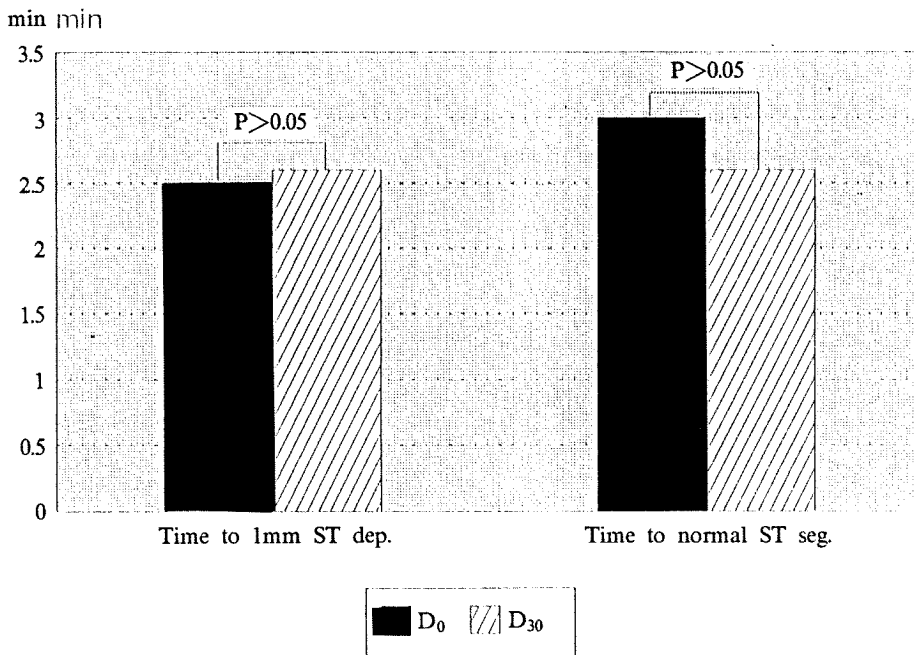 min min
3.5
P>0.05
3
P>0.05
2.5
2
1.5
1
0.5
0
Time to 1mm ST dep.
Time to normal ST seg.
D₀ D₃₀